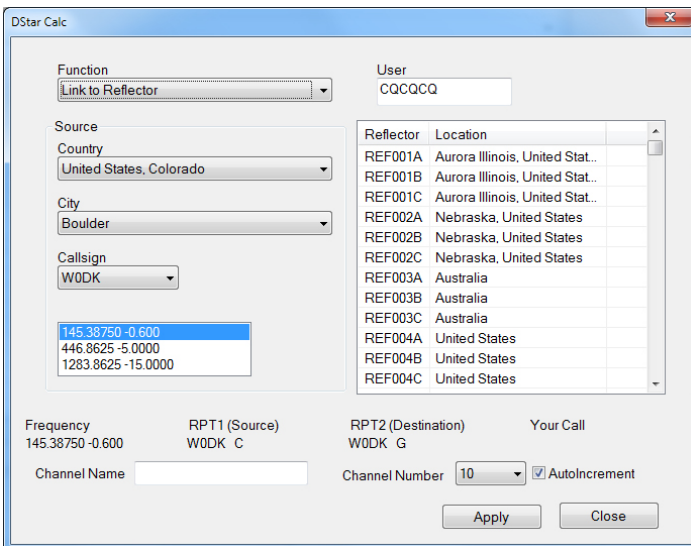 DStar Calc
Function
Link to Reflector
User
CQCQCQ
Source
Country
United States, Colorado
City
Boulder
Callsign
W0DK
145.38750 -0.600
446.8625 -5.0000
1283.8625 -15.0000
Reflector Location
REF001A Aurora Illinois, United Stat...
REF001B Aurora Illinois, United Stat...
REF001C Aurora Illinois, United Stat...
REF002A Nebraska, United States
REF002B Nebraska, United States
REF002C Nebraska, United States
REF003A Australia
REF003B Australia
REF003C Australia
REF004A United States
REF004B United States
REF004C United States
Frequency RPT1 (Source) RPT2 (Destination) Your Call
145.38750 -0.600 W0DK C W0DK G
Channel Name Channel Number 10 AutoIncrement
Apply Close